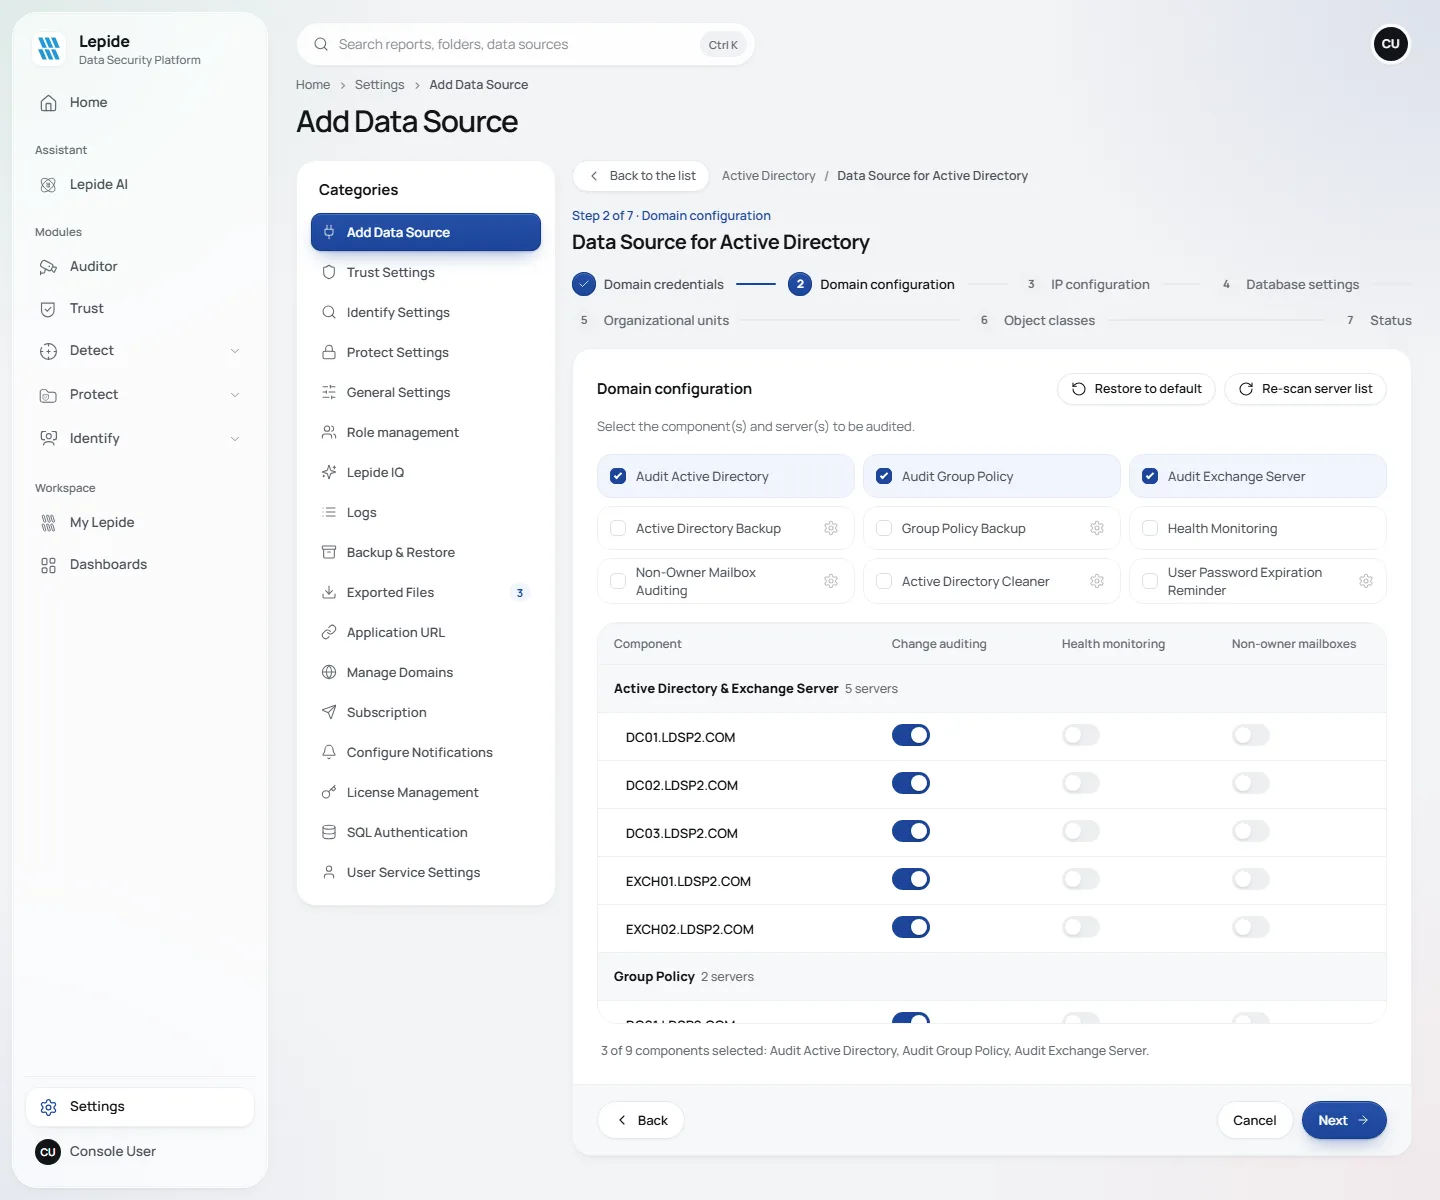 Lepide
Data Security Platform
Home
Assistant
Lepide AI
Modules
Auditor
Trust
Detect
Protect
Identify
Workspace
My Lepide
Dashboards
Settings
CU Console User
Search reports, folders, data sources Ctrl K
CU
Home > Settings > Add Data Source
Add Data Source
Categories
Add Data Source
Trust Settings
Identify Settings
Protect Settings
General Settings
Role management
Lepide IQ
Logs
Backup & Restore
Exported Files 3
Application URL
Manage Domains
Subscription
Configure Notifications
License Management
SQL Authentication
User Service Settings
Back to the list Active Directory / Data Source for Active Directory
Step 2 of 7 · Domain configuration
Data Source for Active Directory
Domain credentials 2 Domain configuration 3 IP configuration 4 Database settings
5 Organizational units 6 Object classes 7 Status
Domain configuration Restore to default Re-scan server list
Select the component(s) and server(s) to be audited.
Audit Active Directory Audit Group Policy Audit Exchange Server
Active Directory Backup Group Policy Backup Health Monitoring
Non-Owner Mailbox
Auditing
Active Directory Cleaner
User Password Expiration
Reminder
Component Change auditing Health monitoring Non-owner mailboxes
Active Directory & Exchange Server 5 servers
DC01.LDSP2.COM
DC02.LDSP2.COM
DC03.LDSP2.COM
EXCH01.LDSP2.COM
EXCH02.LDSP2.COM
Group Policy 2 servers
3 of 9 components selected: Audit Active Directory, Audit Group Policy, Audit Exchange Server.
Back Cancel Next